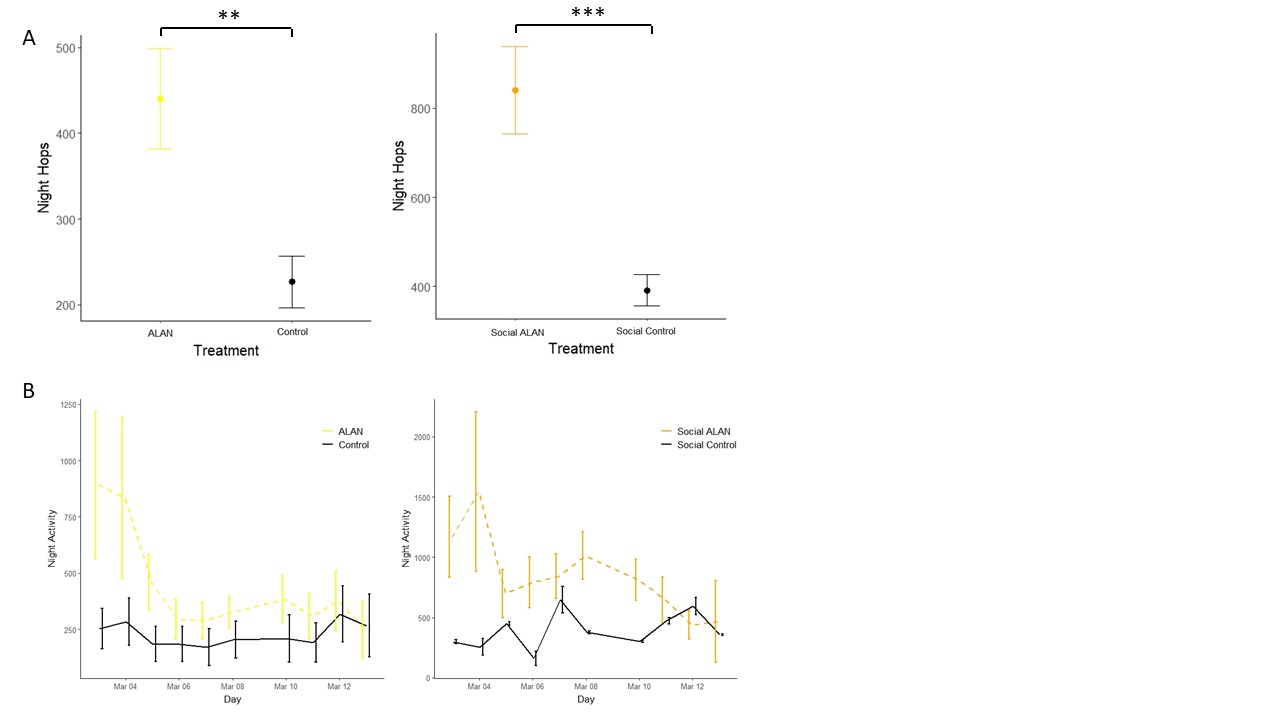 A
**
***
500
400
300
200
Night Hops
ALAN
Control
Treatment
800
600
400
Night Hops
Social ALAN
Social Control
Treatment
B
1250
1000
750
500
250
Night Activity
ALAN
Control
Mar 04
Mar 06
Mar 08
Mar 10
Mar 12
Day
2000
1500
1000
500
0
Night Activity
Social ALAN
Social Control
Mar 04
Mar 06
Mar 08
Mar 10
Mar 12
Day